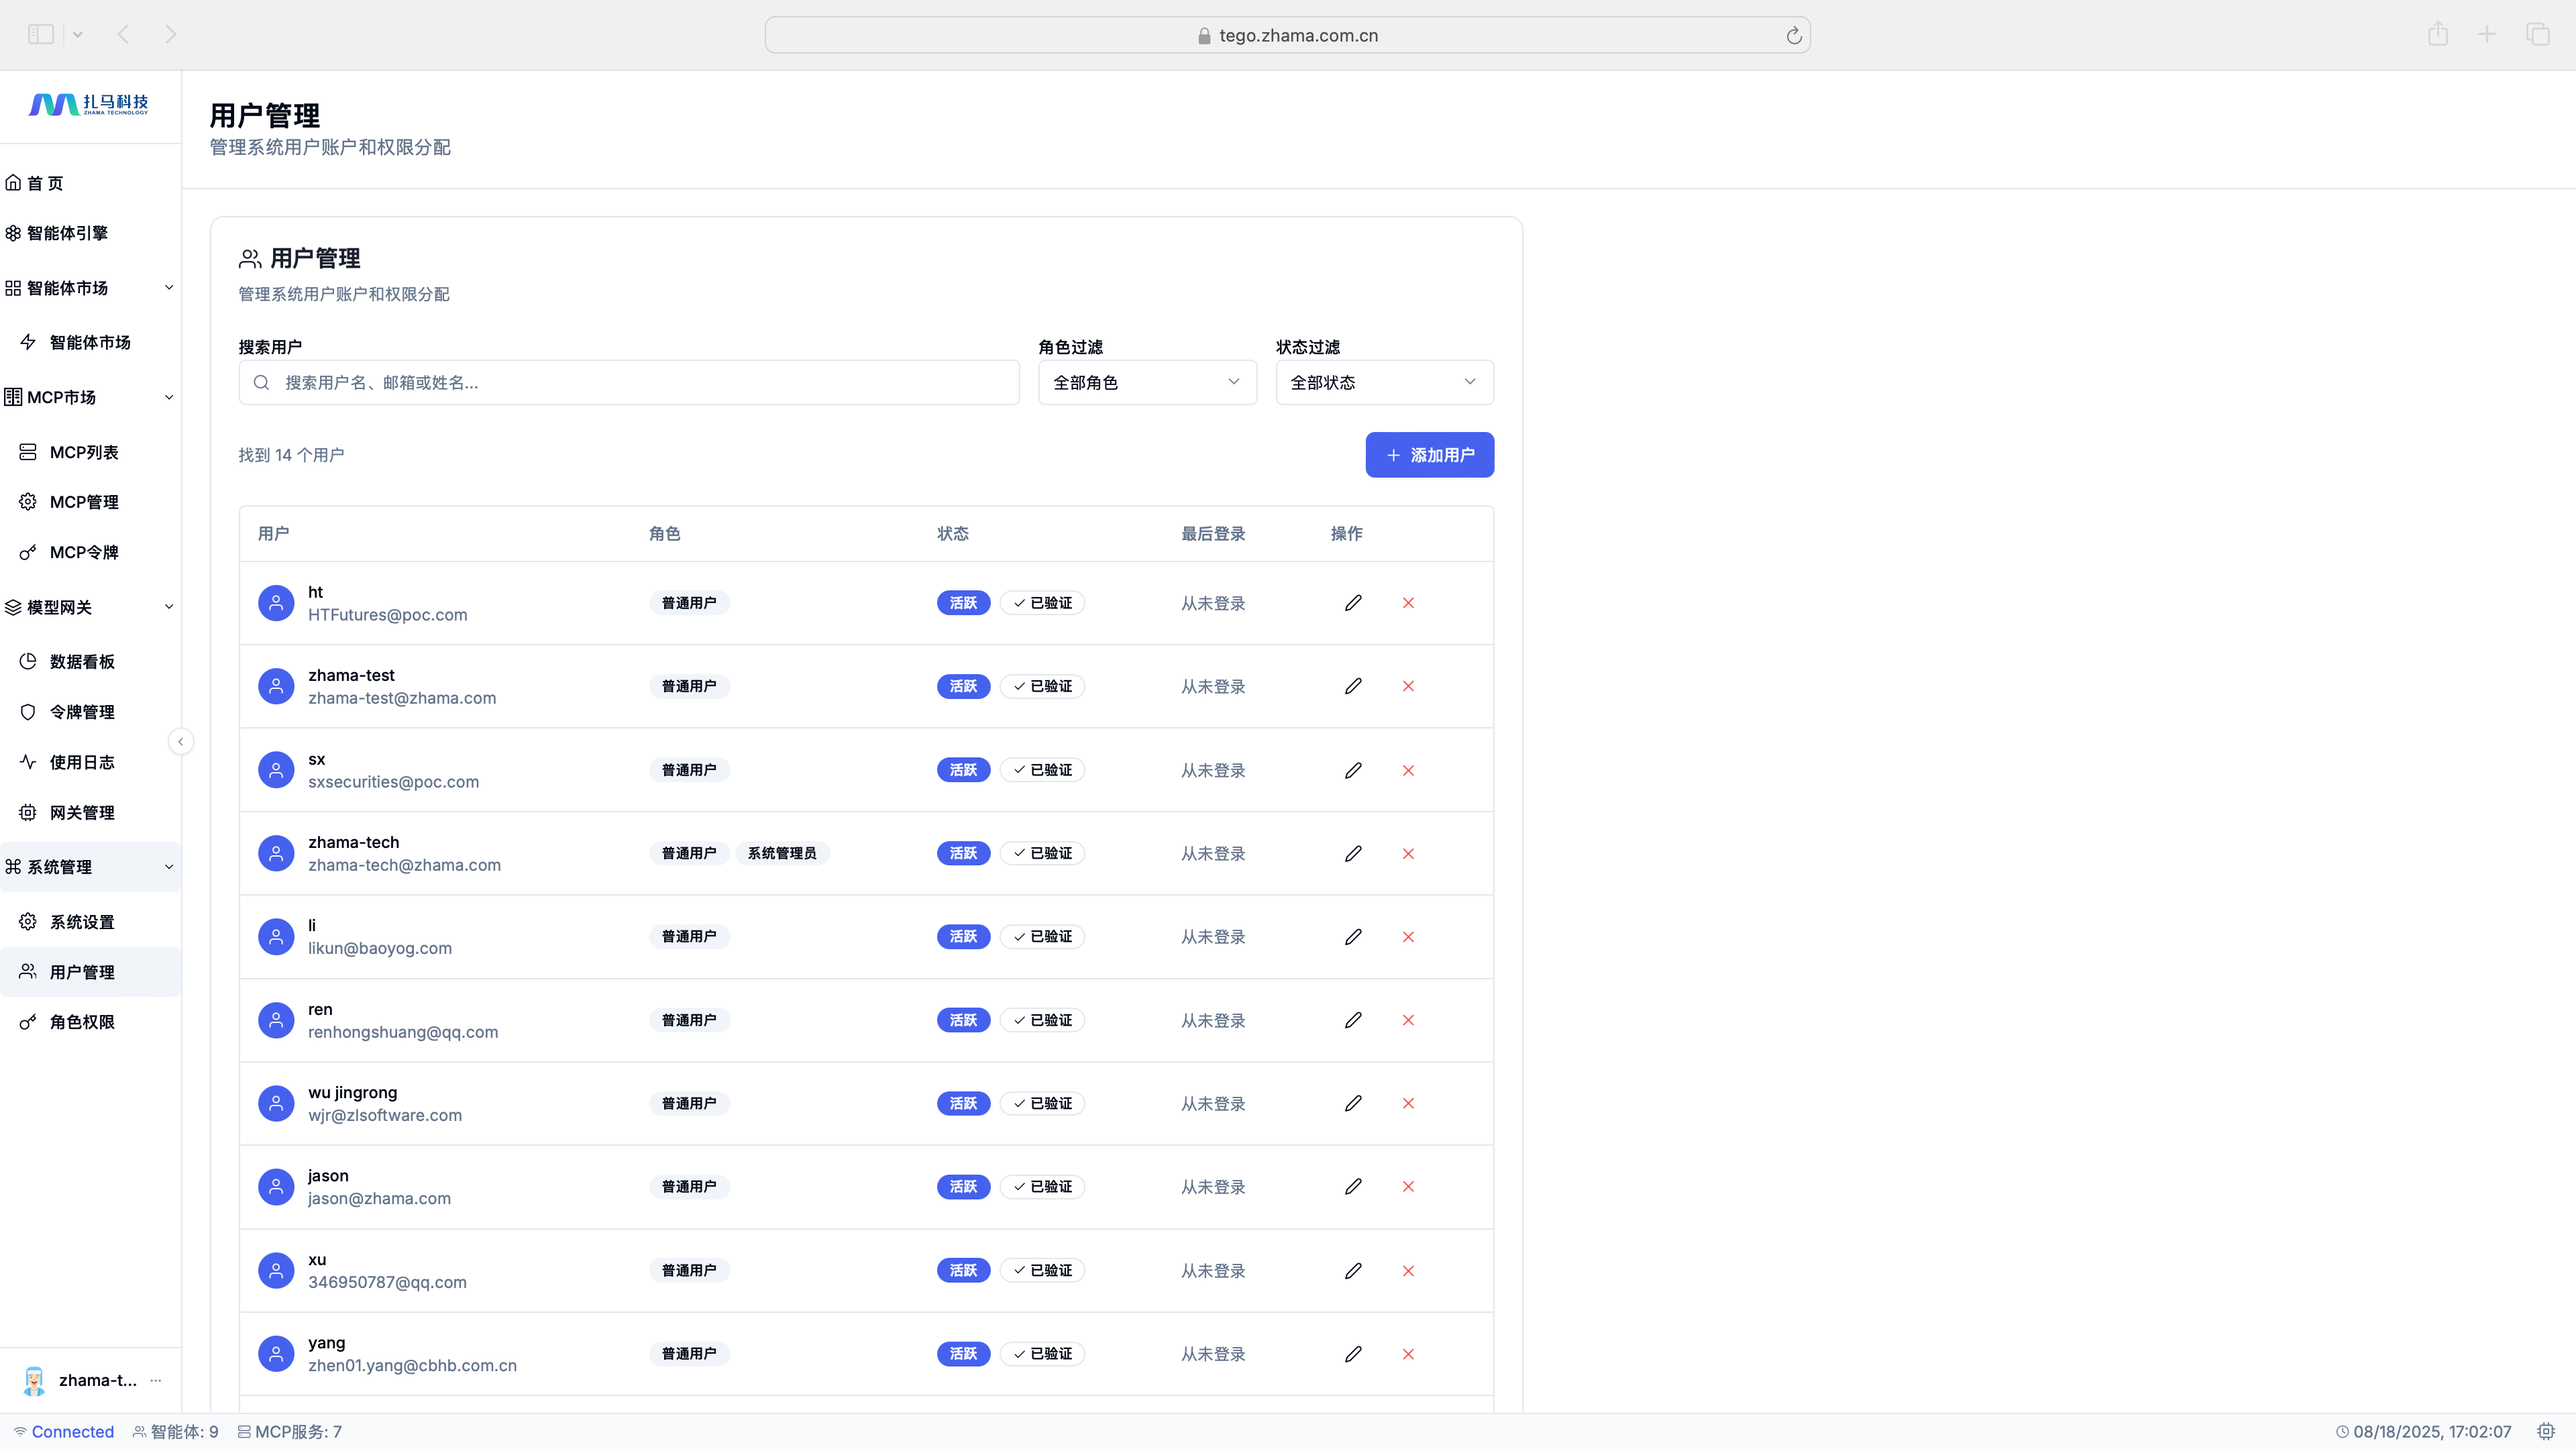 tego.zhama.com.cn
扎马科技
ZHAMA TECHNOLOGY
首 页
智能体引擎
智能体市场
智能体市场
MCP市场
MCP列表
MCP管理
MCP令牌
模型网关
数据看板
令牌管理
使用日志
网关管理
系统管理
系统设置
用户管理
角色权限
zhama-t... ...
用户管理
管理系统用户账户和权限分配
用户管理
管理系统用户账户和权限分配
搜索用户 角色过滤 状态过滤
搜索用户名、邮箱或姓名... 全部角色 全部状态
找到 14 个用户 添加用户
用户 角色 状态 最后登录 操作
ht
HTFutures@poc.com
普通用户 活跃 已验证 从未登录
zhama-test
zhama-test@zhama.com
普通用户 活跃 已验证 从未登录
sx
sxsecurities@poc.com
普通用户 活跃 已验证 从未登录
zhama-tech
zhama-tech@zhama.com
普通用户 系统管理员 活跃 已验证 从未登录
li
likun@baoyog.com
普通用户 活跃 已验证 从未登录
ren
renhongshuang@qq.com
普通用户 活跃 已验证 从未登录
wu jingrong
wjr@zlsoftware.com
普通用户 活跃 已验证 从未登录
jason
jason@zhama.com
普通用户 活跃 已验证 从未登录
xu
346950787@qq.com
普通用户 活跃 已验证 从未登录
yang
zhen01.yang@cbhb.com.cn
普通用户 活跃 已验证 从未登录
Connected 智能体: 9 MCP服务: 7 08/18/2025, 17:02:07